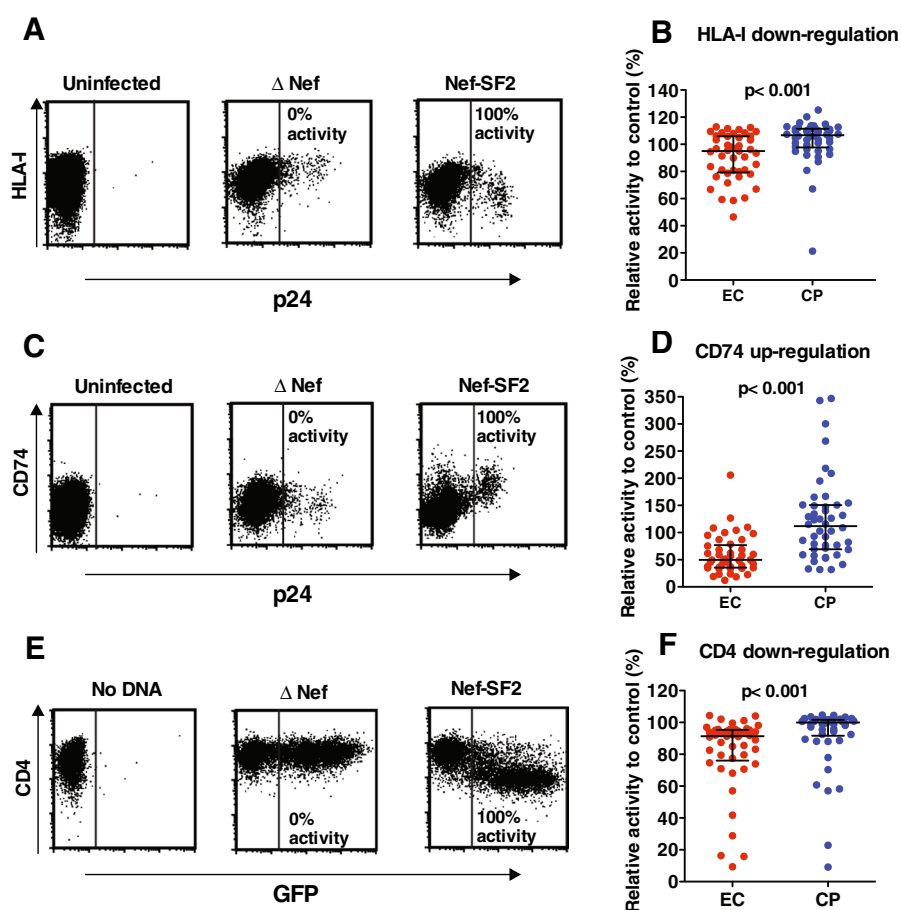 A
Uninfected
Δ Nef
Nef-SF2
0%
activity
100%
activity
HLA-I
p24
B
HLA-I down-regulation
p< 0.001
Relative activity to control (%)
140
120
100
80
60
40
20
0
EC
CP
C
Uninfected
Δ Nef
Nef-SF2
0%
activity
100%
activity
CD74
p24
D
CD74 up-regulation
p< 0.001
Relative activity to control (%)
350
300
250
200
150
100
50
0
EC
CP
E
No DNA
Δ Nef
Nef-SF2
0%
activity
100%
activity
CD4
GFP
F
CD4 down-regulation
p< 0.001
Relative activity to control (%)
120
100
80
60
40
20
0
EC
CP